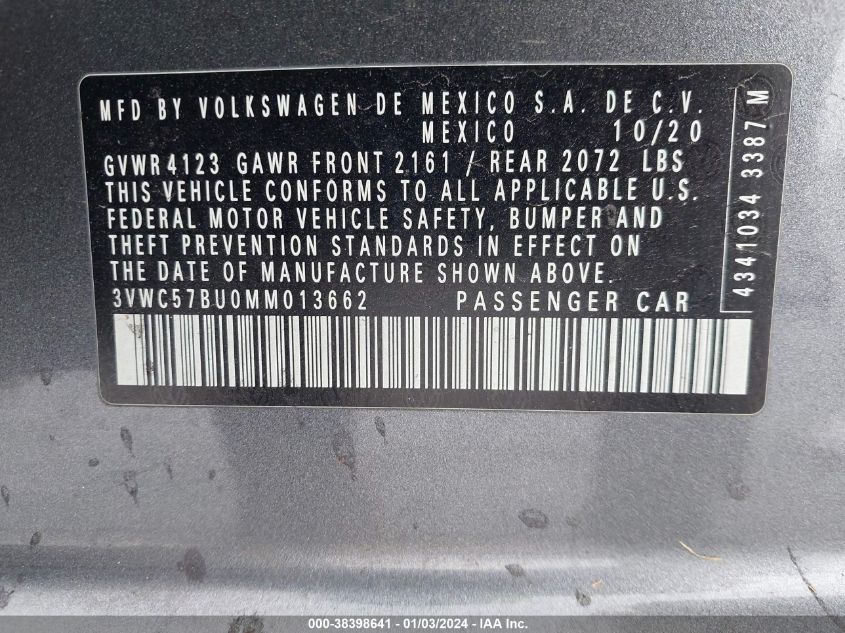 MFD BY VOLKSWAGEN DE MEXICO S.A. DE C.V.
MEXICO 10/20
GVWR 4123 GAWR FRONT 2161 / REAR 2072 LBS
THIS VEHICLE CONFORMS TO ALL APPLICABLE U.S.
FEDERAL MOTOR VEHICLE SAFETY, BUMPER AND
THEFT PREVENTION STANDARDS IN EFFECT ON
THE DATE OF MANUFACTURE SHOWN ABOVE.
3VWC57BU0MM013662 PASSENGER CAR
4341034 3387 M
000-38398641 - 01/03/2024 - IAA Inc.